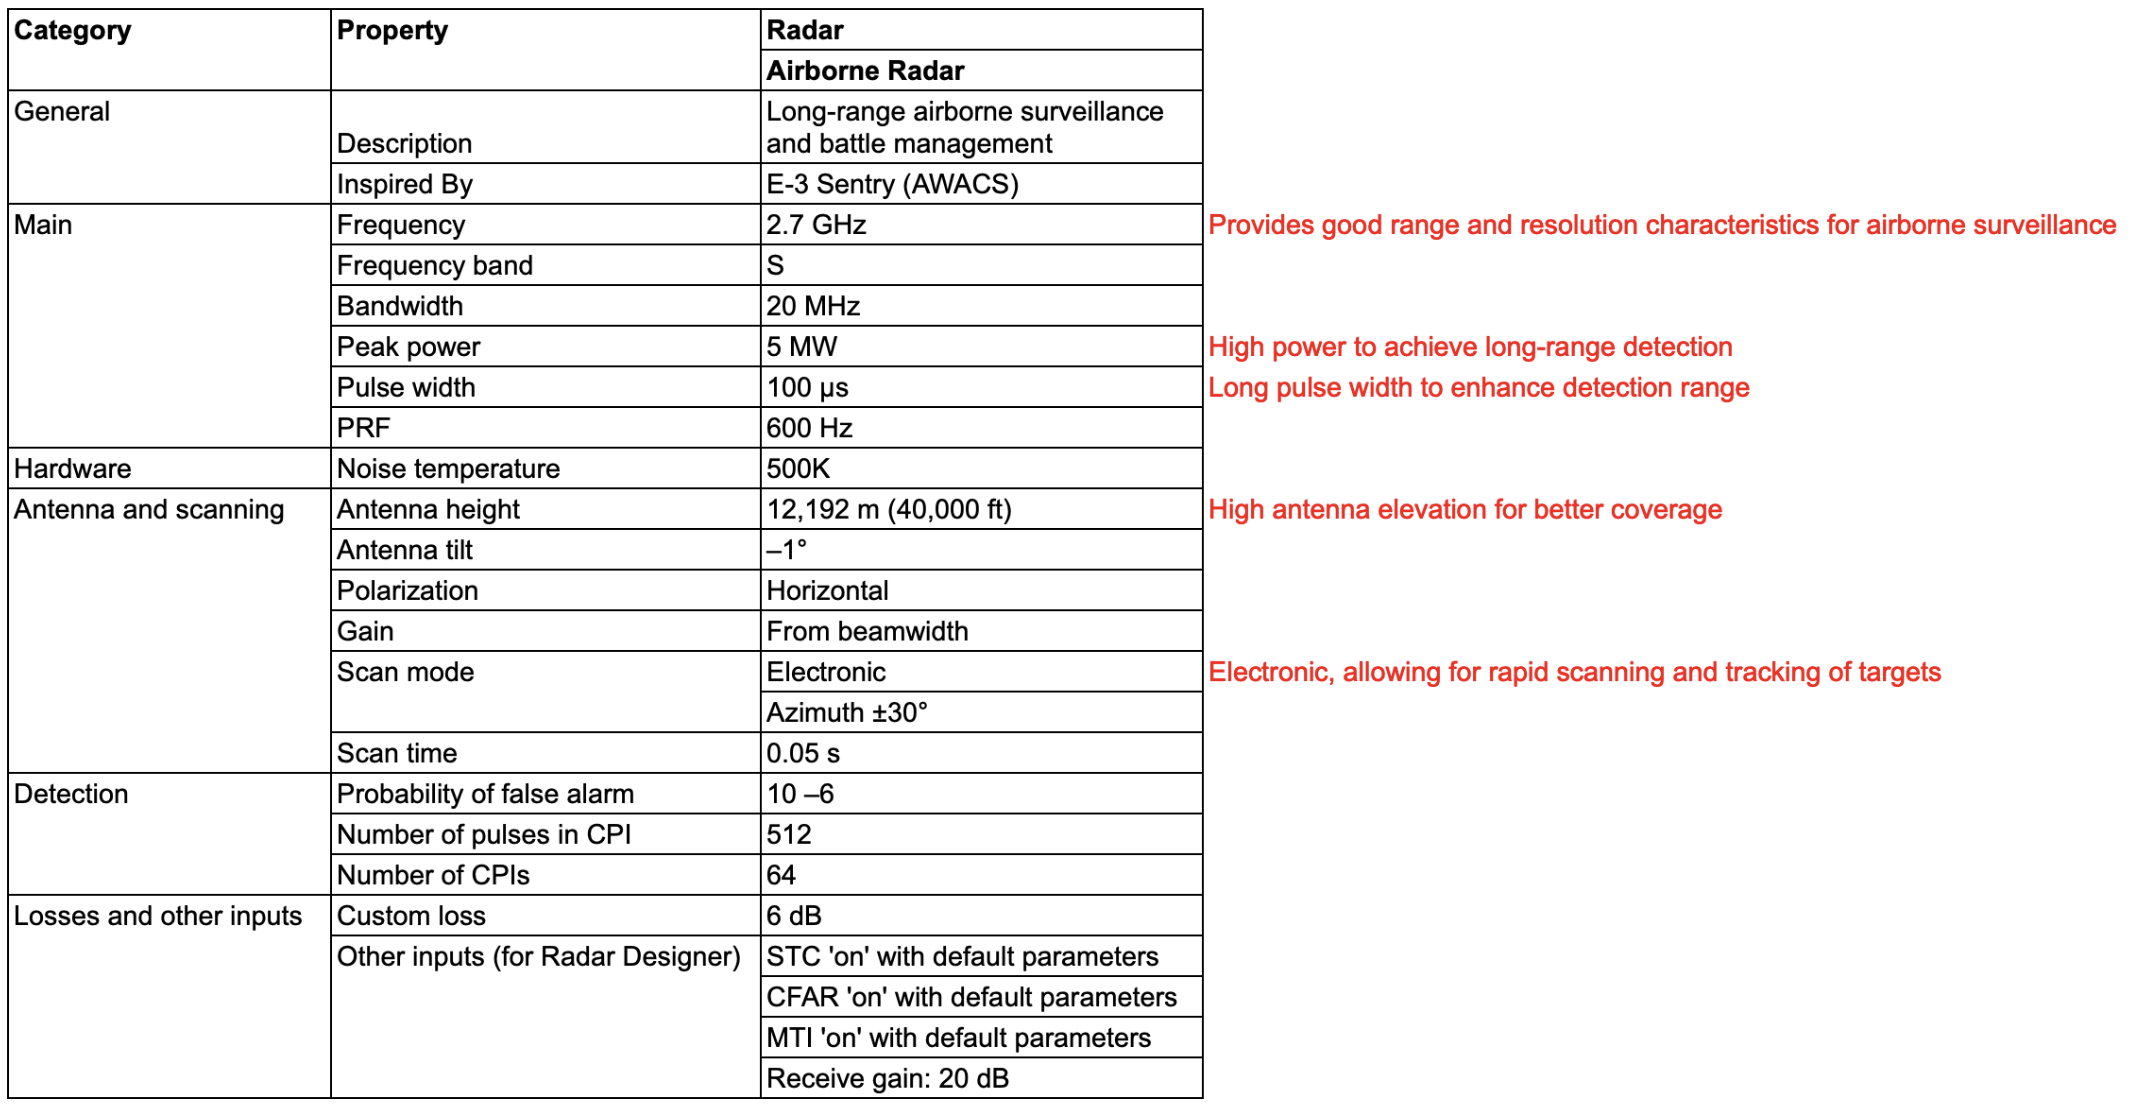 Category Property Radar
Airborne Radar
General Description Long-range airborne surveillance
and battle management
Inspired By E-3 Sentry (AWACS)
Main Frequency 2.7 GHz Provides good range and resolution characteristics for airborne surveillance
Frequency band S
Bandwidth 20 MHz
Peak power 5 MW High power to achieve long-range detection
Pulse width 100 µs Long pulse width to enhance detection range
PRF 600 Hz
Hardware Noise temperature 500K
Antenna and scanning Antenna height 12,192 m (40,000 ft) High antenna elevation for better coverage
Antenna tilt –1°
Polarization Horizontal
Gain From beamwidth
Scan mode Electronic Electronic, allowing for rapid scanning and tracking of targets
Azimuth ±30°
Scan time 0.05 s
Detection Probability of false alarm 10 –6
Number of pulses in CPI 512
Number of CPIs 64
Losses and other inputs Custom loss 6 dB
Other inputs (for Radar Designer) STC 'on' with default parameters
CFAR 'on' with default parameters
MTI 'on' with default parameters
Receive gain: 20 dB